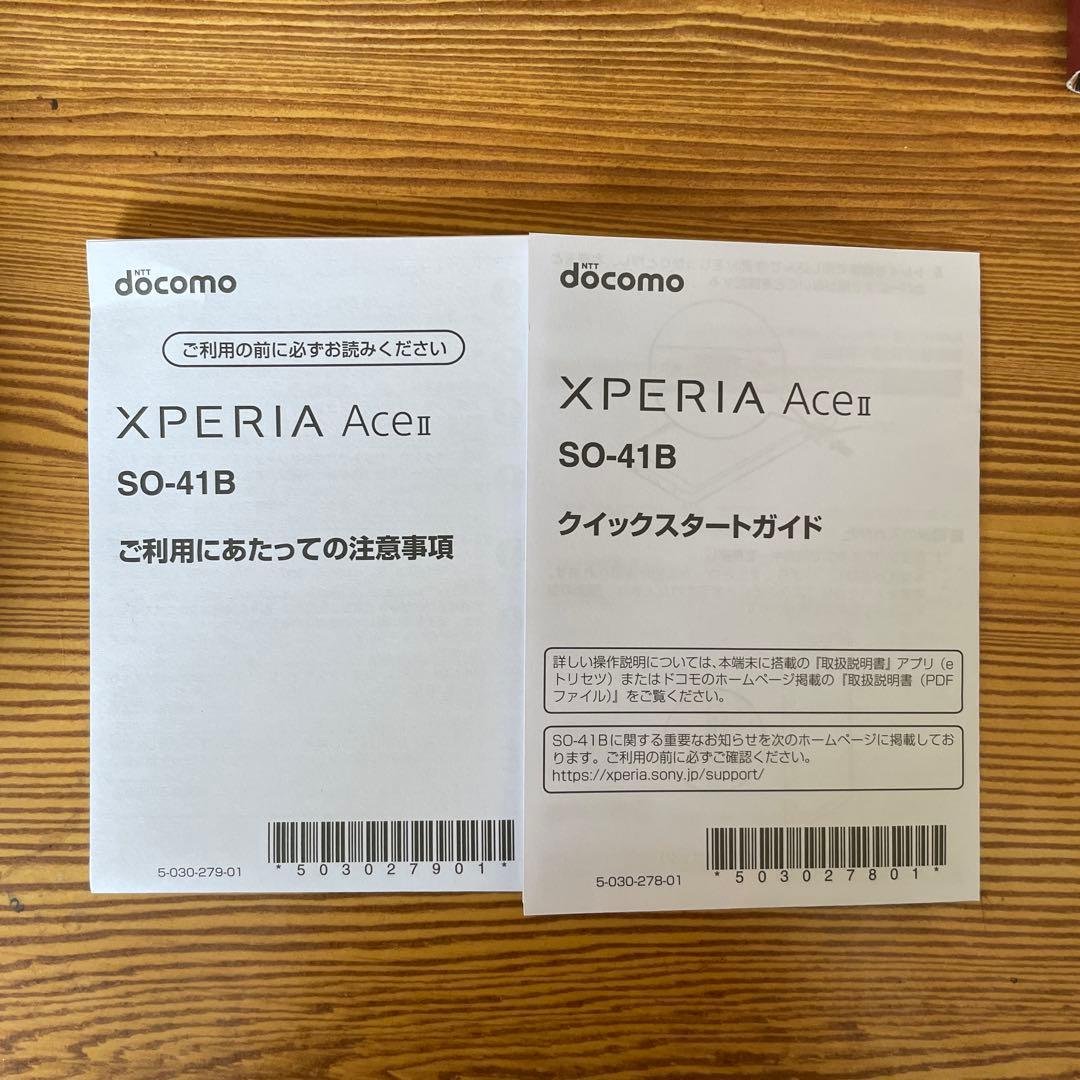 NTT
docomo
ご利用の前に必ずお読みください
XPERIA Ace II
SO-41B
ご利用にあたっての注意事項
5-030-279-01
*503027901*
NTT
docomo
XPERIA Ace II
SO-41B
クイックスタートガイド
詳しい操作説明については、本端末に搭載の『取扱説明書』アプリ（e
トリセツ）またはドコモのホームページ掲載の『取扱説明書（PDF
ファイル）』をご覧ください。
SO-41Bに関する重要なお知らせを次のホームページに掲載してお
ります。ご利用の前に必ずご確認ください。
https://xperia.sony.jp/support/
5-030-278-01
*503027801*